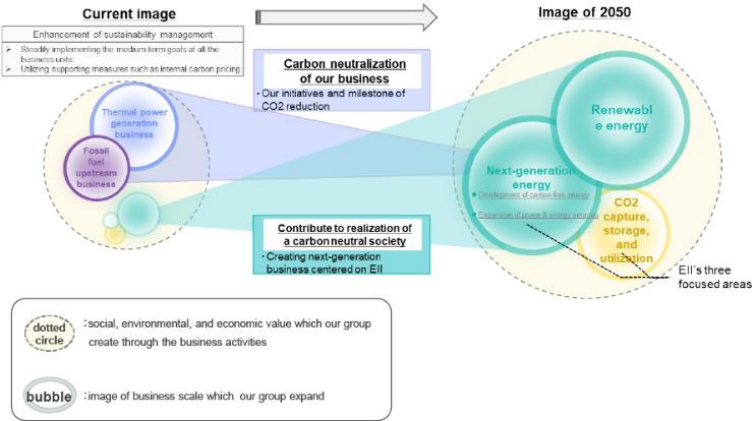 Current image
Image of 2050
Enhancement of sustainability management
➢ Steadily implementing the medium-term goals at all the
business units.
➢ Utilizing supporting measures such as internal carbon pricing
Carbon neutralization
of our business
・Our initiatives and milestone of
CO2 reduction
Thermal power
generation
business
Fossil
fuel
upstream
business
Renewabl
e energy
Next-generation
energy
Development of carbon free energy
Expansion of power & energy services
CO2
capture,
storage,
and
utilization
Contribute to realization of
a carbon neutral society
・Creating next-generation
business centered on EII
EII's three
focused areas
dotted
circle
:social, environmental, and economic value which our group
create through the business activities
bubble
:image of business scale which our group expand